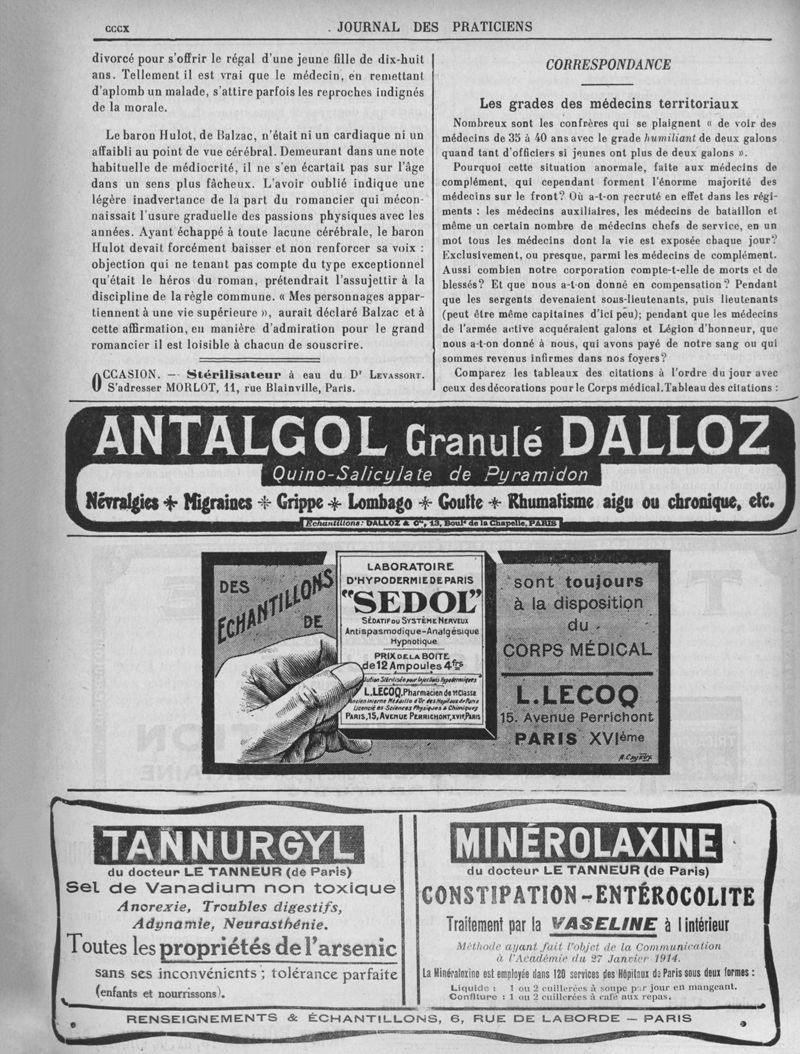 CCCX
JOURNAL DES PRATICIENS
divorcé pour s'offrir le régal d'une jeune fille de dix-huit
ans. Tellement il est vrai que le médecin, en remettant
d'aplomb un malade, s'attire parfois les reproches indignés
de la morale.
Le baron Hulot, de Balzac, n'était ni un cardiaque ni un
affaibli au point de vue cérébral. Demeurant dans une note
habituelle de médiocrité, il ne s'en écartait pas sur l'âge
dans un sens plus fâcheux. L'avoir oublié indique une
légère inadvertance de la part du romancier qui mécon-
naissait l'usure graduelle des passions physiques avec les
années. Ayant échappé à toute lacune cérébrale, le baron
Hulot devait forcément baisser et non renforcer sa voix :
objection qui ne tenant pas compte du type exceptionnel
qu'était le héros du roman, prétendrait l'assujettir à la
discipline de la règle commune. « Mes personnages appar-
tiennent à une vie supérieure », aurait déclaré Balzac et à
cette affirmation, en manière d'admiration pour le grand
romancier il est loisible à chacun de souscrire.
OCCASION. — Stérilisateur à eau du Dr LEVASSORT.
S'adresser MORLOT, 11, rue Blainville, Paris.
CORRESPONDANCE
Les grades des médecins territoriaux
Nombreux sont les confrères qui se plaignent « de voir des
médecins de 35 à 40 ans avec le grade humiliant de deux galons
quand tant d'officiers si jeunes ont plus de deux galons ».
Pourquoi cette situation anormale, faite aux médecins de
complément, qui cependant forment l'énorme majorité des
médecins sur le front? Où a-t-on recruté en effet dans les régi-
ments : les médecins auxiliaires, les médecins de bataillon et
même un certain nombre de médecins chefs de service, en un
mot tous les médecins dont la vie est exposée chaque jour?
Exclusivement, ou presque, parmi les médecins de complément.
Aussi combien notre corporation compte-t-elle de morts et de
blessés? Et que nous a-t-on donné en compensation? Pendant
que les sergents devenaient sous-lieutenants, puis lieutenants
(peut être même capitaines d'ici peu); pendant que les médecins
de l'armée active acquéraient galons et Légion d'honneur, que
nous a-t-on donné à nous, qui avons payé de notre sang ou qui
sommes revenus infirmes dans nos foyers?
Comparez les tableaux des citations à l'ordre du jour avec
ceux des décorations pour le Corps médical. Tableau des citations :
ANTALGOL Granulé DALLOZ
Quino-Salicylate de Pyramidon
Névralgies * Migraines * Grippe * Lombago * Goutte * Rhumatisme aigu ou chronique, etc.
Échantillons: DALLOZ & Cie, 13, Bould de la Chapelle, PARIS
DES
ECHANTILLONS
DE
LABORATOIRE
D'HYPODERMIE DE PARIS
"SEDOL"
SÉDATIF DU SYSTÈME NERVEUX
Antispasmodique-Analgésique
Hypnotique
PRIX DE LA BOITE
de 12 Ampoules 4frs
Solution Stérilisée pour Injections Hypodermiques
L.LECOQ, Pharmacien de 1re Classe
Ancien Interne Médaille d'Or des Hôpitaux de Paris
Licencié es Sciences Physiques & Chimiques
PARIS, 15, AVENUE PERRICHONT, XVIe, PARIS
sont toujours
à la disposition
du
CORPS MÉDICAL
L.LECOQ
15. Avenue Perrichont
PARIS XVIème
TANNURGYL
du docteur LE TANNEUR (de Paris)
Sel de Vanadium non toxique
Anorexie, Troubles digestifs,
Adynamie, Neurasthénie.
Toutes les propriétés de l'arsenic
sans ses inconvénients ; tolérance parfaite
(enfants et nourrissons).
MINÉROLAXINE
du docteur LE TANNEUR (de Paris)
CONSTIPATION - ENTÉROCOLITE
Traitement par la VASELINE à l intérieur
Méthode ayant fait l'objet de la Communication
à l'Académie du 27 Janvier 1914.
La Minéraloxine est employée dans 120 services des Hôpitaux de Paris sous deux formes :
Liquide : 1 ou 2 cuillerées à soupe par jour en mangeant.
Confiture : 1 ou 2 cuillerées à café aux repas.
RENSEIGNEMENTS & ÉCHANTILLONS, 6, RUE DE LABORDE — PARIS